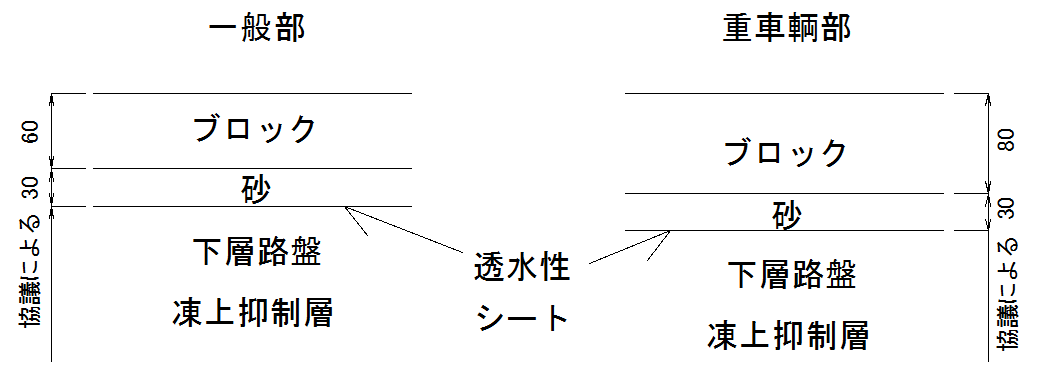 一般部
重車輌部
ブロック
60
砂
30
下層路盤
凍上抑制層
協議による
透水性
シート
ブロック
80
砂
30
下層路盤
凍上抑制層
協議による